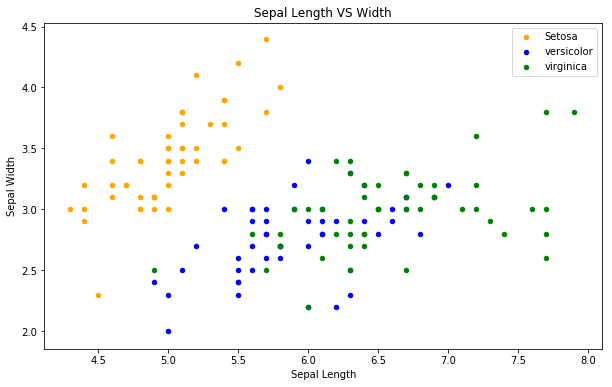 Sepal Length VS Width
Setosa
versicolor
virginica
Sepal Width
4.5
4.0
3.5
3.0
2.5
2.0
4.5 5.0 5.5 6.0 6.5 7.0 7.5 8.0
Sepal Length